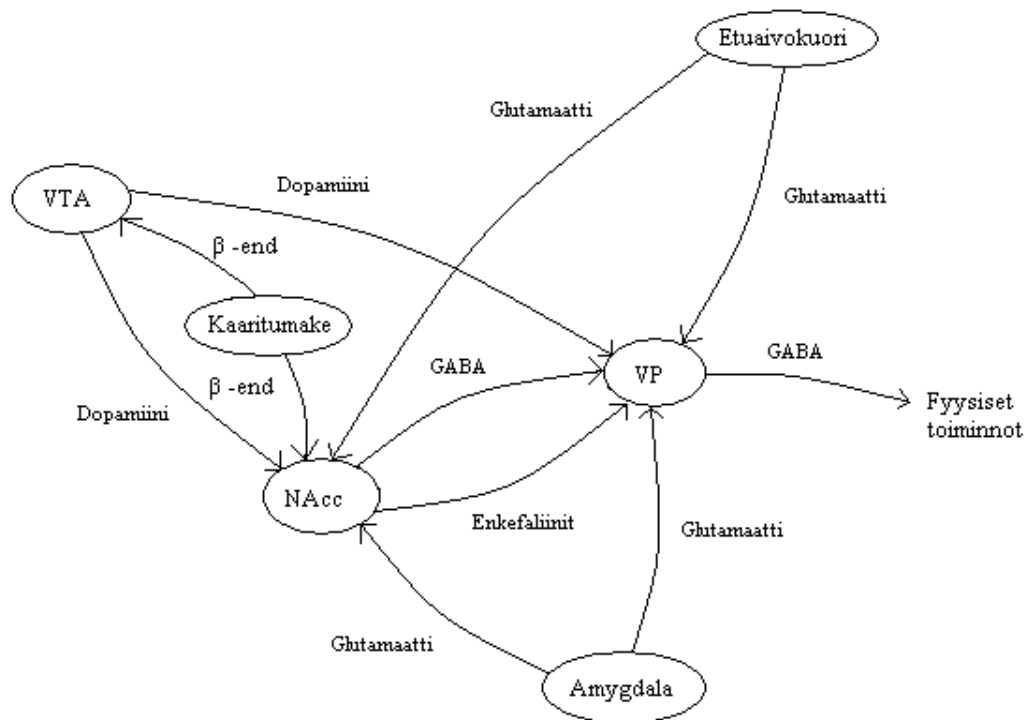 Etuaivokuori
Glutamaatti
Dopamiini
Glutamaatti
VTA
β -end
Kaaritumake
GABA
VP
GABA
β -end
Dopamiini
Fyysiset
toiminnot
NAcc
Enkefaliinit
Glutamaatti
Glutamaatti
Amygdala